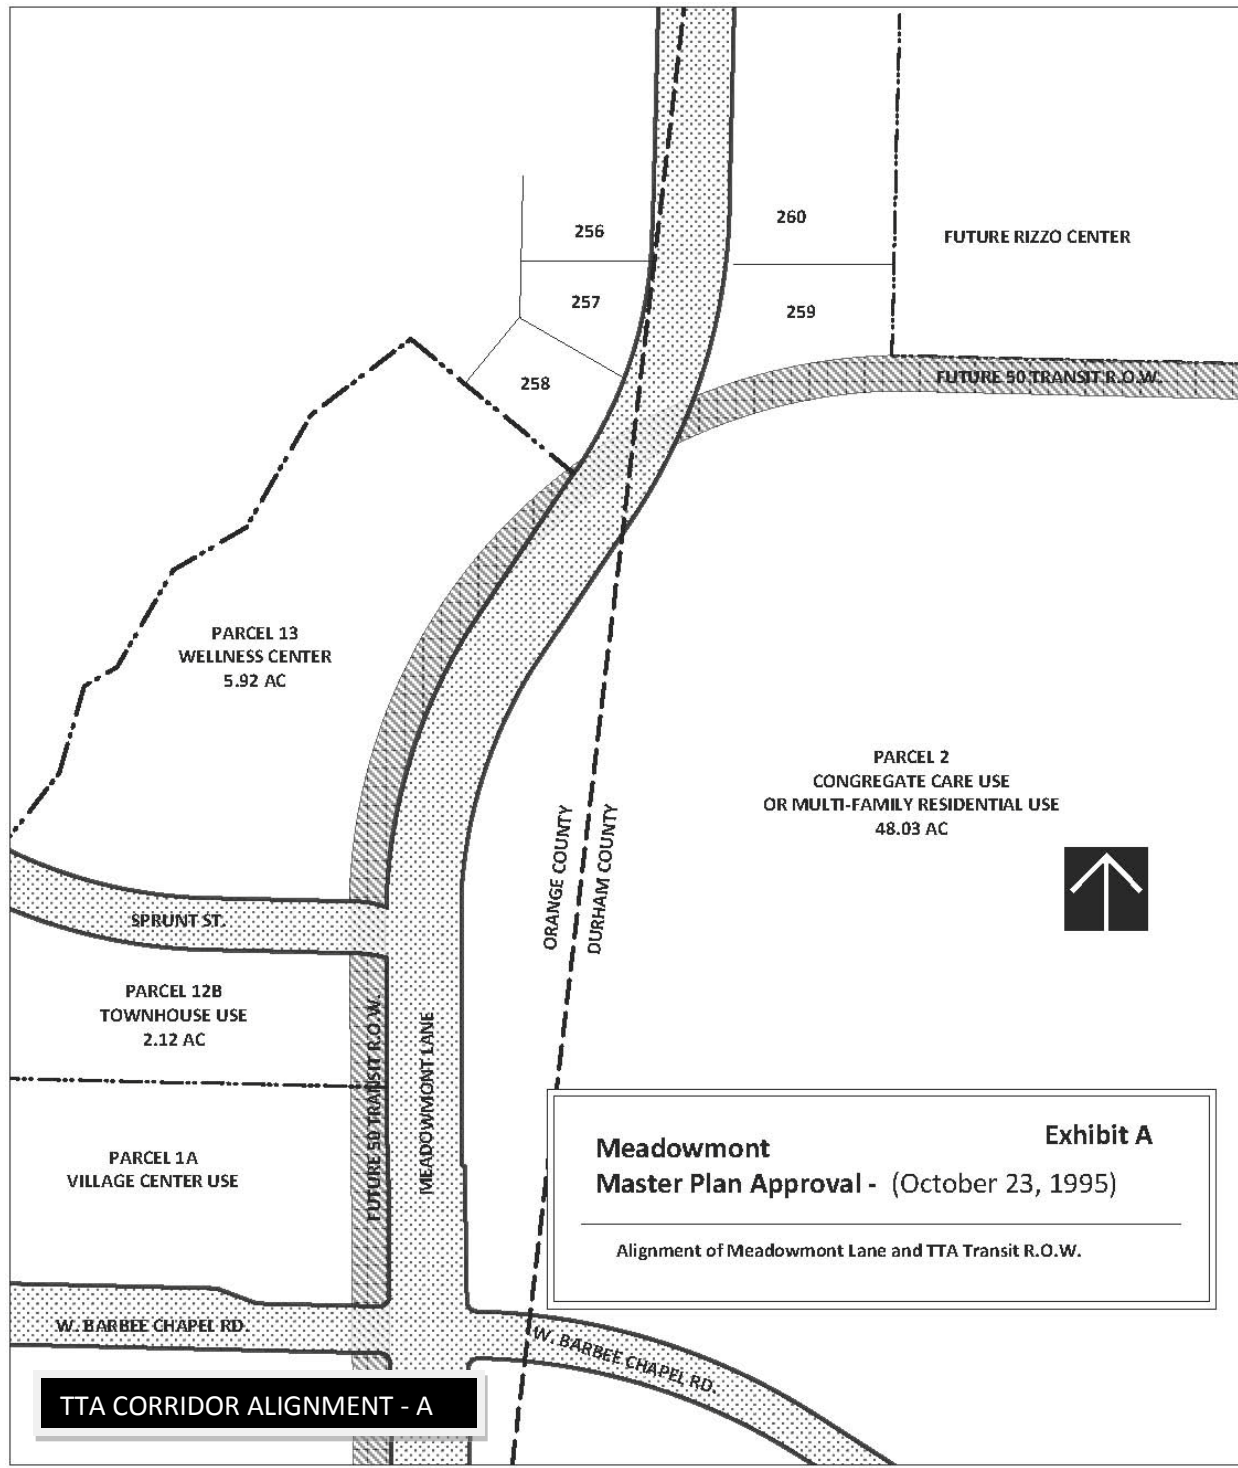 256
260
FUTURE RIZZO CENTER
257
259
258
FUTURE 50 TRANSIT R.O.W.
PARCEL 13
WELLNESS CENTER
5.92 AC
PARCEL 2
CONGREGATE CARE USE
OR MULTI-FAMILY RESIDENTIAL USE
48.03 AC
ORANGE COUNTY
DURHAM COUNTY
SPRUNT ST.
PARCEL 12B
TOWNHOUSE USE
2.12 AC
FUTURE 50 TRANSIT R.O.W.
MEADOWMONT LANE
PARCEL 1A
VILLAGE CENTER USE
Exhibit A
Meadowmont
Master Plan Approval - (October 23, 1995)
Alignment of Meadowmont Lane and TTA Transit R.O.W.
W. BARBEE CHAPEL RD.
W. BARBEE CHAPEL RD.
TTA CORRIDOR ALIGNMENT - A